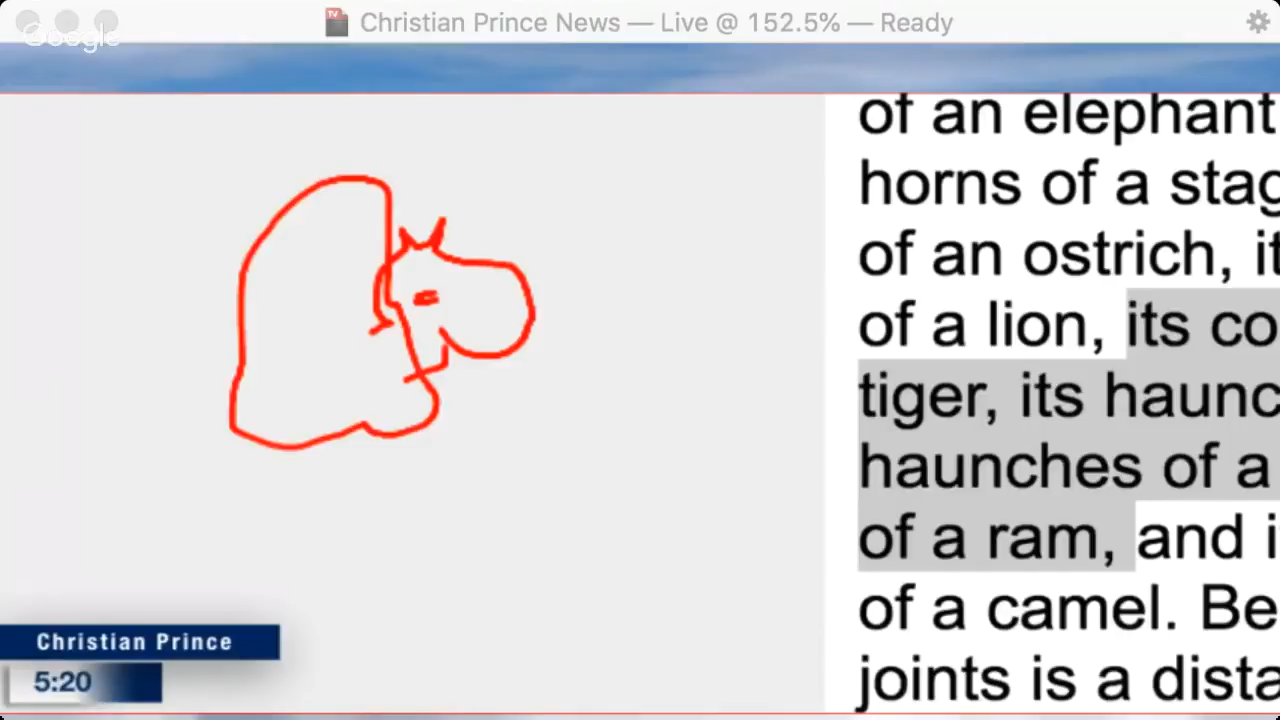 Christian Prince News — Live @ 152.5% — Ready
Google
of an elephant
horns of a stag
of an ostrich, it
of a lion, its co
tiger, its haunc
haunches of a
of a ram, and i
of a camel. Be
joints is a dista
Christian Prince
5:20